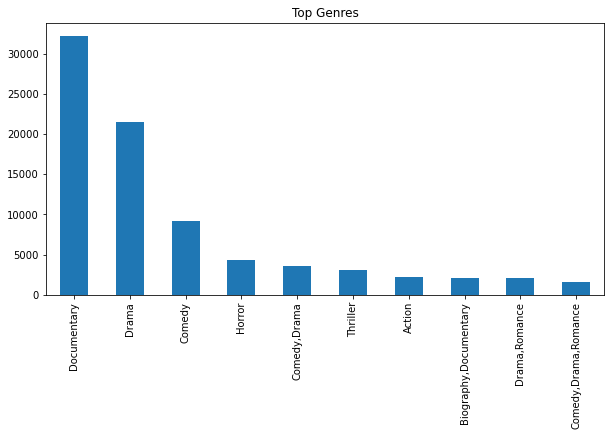 Top Genres
30000
25000
20000
15000
10000
5000
0
Documentary
Drama
Comedy
Horror
Comedy,Drama
Thriller
Action
Biography,Documentary
Drama,Romance
Comedy,Drama,Romance